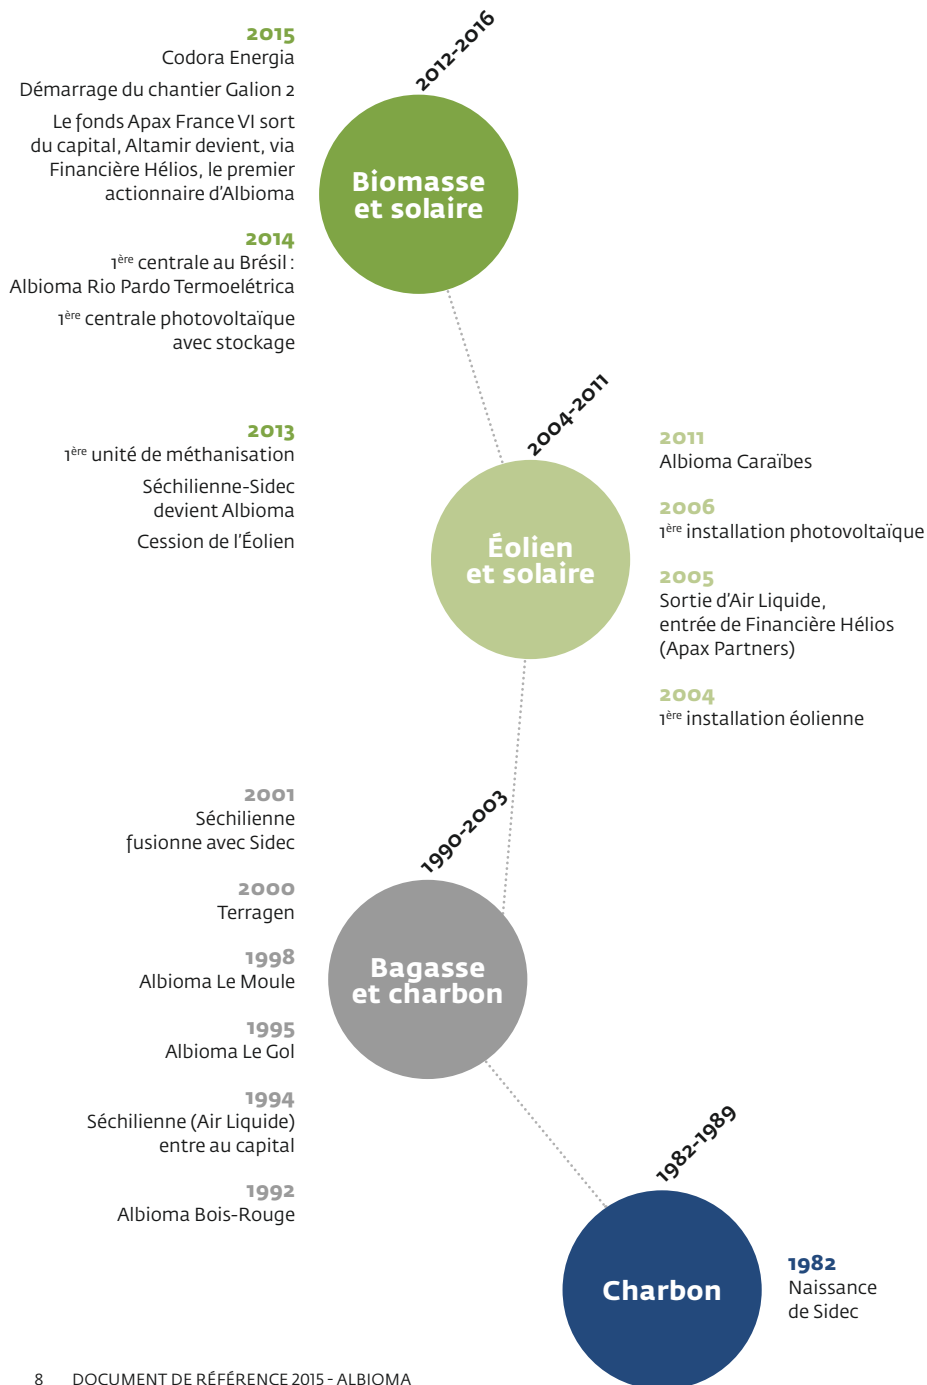 2015
Codora Energia
Démarrage du chantier Galion 2
Le fonds Apax France VI sort
du capital, Altamir devient, via
Financière Hélios, le premier
actionnaire d'Albioma
2014
1ère centrale au Brésil :
Albioma Rio Pardo Termoelétrica
1ère centrale photovoltaïque
avec stockage
2013
1ère unité de méthanisation
Séchilienne-Sidec
devient Albioma
Cession de l'Éolien
2012-2016
Biomasse
et solaire
2004-2011
Éolien
et solaire
2011
Albioma Caraïbes
2006
1ère installation photovoltaïque
2005
Sortie d'Air Liquide,
entrée de Financière Hélios
(Apax Partners)
2004
1ère installation éolienne
2001
Séchilienne
fusionne avec Sidec
2000
Terragen
1998
Albioma Le Moule
1995
Albioma Le Gol
1994
Séchilienne (Air Liquide)
entre au capital
1992
Albioma Bois-Rouge
1990-2003
Bagasse
et charbon
1982-1989
Charbon
1982
Naissance
de Sidec
8 DOCUMENT DE RÉFÉRENCE 2015 - ALBIOMA